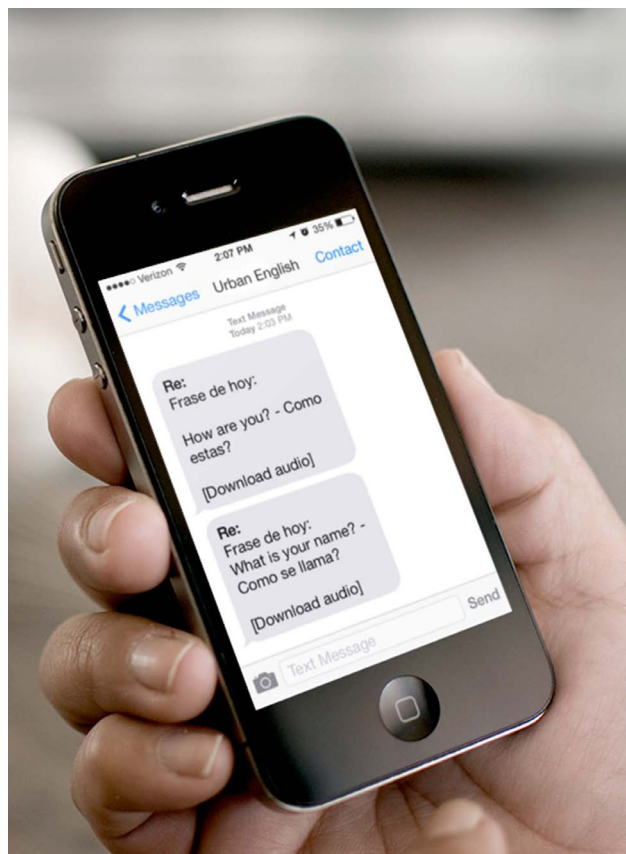 Verizon 2:07 PM 35%
Messages Urban English Contact
Text Message
Today 2:03 PM
Re:
Frase de hoy:
How are you? - Como
estas?
[Download audio]
Re:
Frase de hoy:
What is your name? -
Como se llama?
[Download audio]
Text Message Send